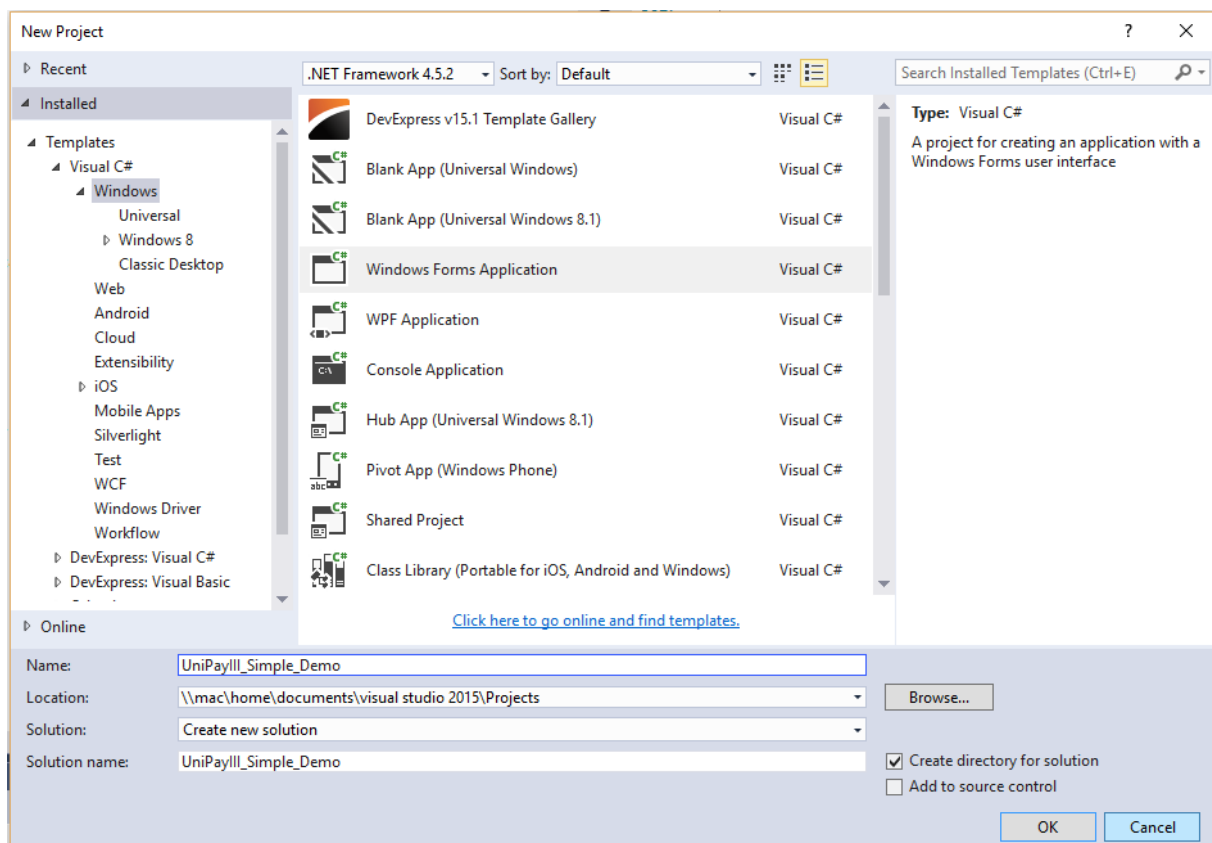 New Project
?
Recent
Installed
Templates
Visual C#
Windows
Universal
Windows 8
Classic Desktop
Web
Android
Cloud
Extensibility
iOS
Mobile Apps
Silverlight
Test
WCF
Windows Driver
Workflow
DevExpress: Visual C#
DevExpress: Visual Basic
Online
.NET Framework 4.5.2 Sort by: Default
DevExpress v15.1 Template Gallery Visual C#
C# Blank App (Universal Windows) Visual C#
C# Blank App (Universal Windows 8.1) Visual C#
C# Windows Forms Application Visual C#
C# WPF Application Visual C#
C# C:\ Console Application Visual C#
C# Hub App (Universal Windows 8.1) Visual C#
C# abc Pivot App (Windows Phone) Visual C#
C# Shared Project Visual C#
C# Class Library (Portable for iOS, Android and Windows) Visual C#
Click here to go online and find templates.
Search Installed Templates (Ctrl+E)
Type: Visual C#
A project for creating an application with a
Windows Forms user interface
Name: UniPayIII_Simple_Demo
Location: \\mac\home\documents\visual studio 2015\Projects Browse...
Solution: Create new solution
Solution name: UniPayIII_Simple_Demo
Create directory for solution
Add to source control
OK Cancel